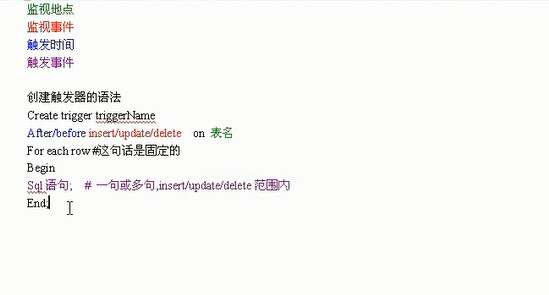 监视地点
监视事件
触发时间
触发事件
创建触发器的语法
Create trigger triggerName
After/before insert/update/delete on 表名
For each row #这句话是固定的
Begin
Sql 语句; # 一句或多句,insert/update/delete 范围内
End;